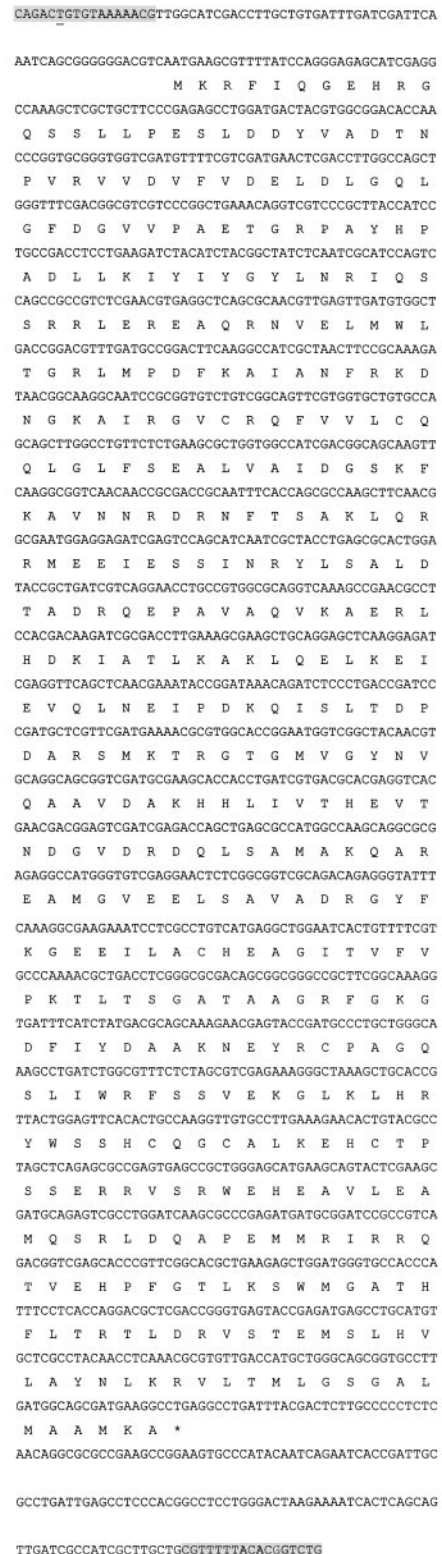 CAGACTGTGTAAAAACGTTGGCATCGACCTTGCTGTGATTTGATCGATTCA
AATCAGCGGGGGGACGTCAATGAAGCGTTTTATCCAGGGAGAGCATCGAGG
M K R F I Q G E H R G
CCAAAGCTCGCTGCTTCCCGAGAGCCTGGATGACTACGTGGCGGACACCAA
Q S S L L P E S L D D Y V A D T N
CCCGGTGCGGGTGGTCGATGTTTTCGTCGATGAACTCGACCTTGGCCAGCT
P V R V V D V F V D E L D L G Q L
GGGTTTCGACGGCGTCGTCCCGGCTGAAACAGGTCGTCCCGCTTACCATCC
G F D G V V P A E T G R P A Y H P
TGCCGACCTCCTGAAGATCTACATCTACGGCTATCTCAATCGCATCCAGTC
A D L L K I Y I Y G Y L N R I Q S
CAGCCGCCGTCTCGAACGTGAGGCTCAGCGCAACGTTGAGTTGATGTGGCT
S R R L E R E A Q R N V E L M W L
GACCGGACGTTTGATGCCGGACTTCAAGGCCATCGCTAACTTCCGCAAAGA
T G R L M P D F K A I A N F R K D
TAACGGCAAGGCAATCCGCGGTGTCTGTCGGCAGTTCGTGGTGCTGTGCCA
N G K A I R G V C R Q F V V L C Q
GCAGCTTGGCCTGTTCTCTGAAGCGCTGGTGGCCATCGACGGCAGCAAGTT
Q L G L F S E A L V A I D G S K F
CAAGGCGGTCAACAACCGCGACCGCAATTTCACCAGCGCCAAGCTTCAACG
K A V N N R D R N F T S A K L Q R
GCGAATGGAGGAGATCGAGTCCAGCATCAATCGCTACCTGAGCGCACTGGA
R M E E I E S S I N R Y L S A L D
TACCGCTGATCGTCAGGAACCTGCCGTGGCGCAGGTCAAAGCCGAACGCCT
T A D R Q E P A V A Q V K A E R L
CCACGACAAGATCGCGACCTTGAAAGCGAAGCTGCAGGAGCTCAAGGAGAT
H D K I A T L K A K L Q E L K E I
CGAGGTTCAGCTCAACGAAATACCGGATAAACAGATCTCCCTGACCGATCC
E V Q L N E I P D K Q I S L T D P
CGATGCTCGTTCGATGAAAACGCGTGGCACCGGAATGGTCGGCTACAACGT
D A R S M K T R G T G M V G Y N V
GCAGGCAGCGGTCGATGCGAAGCACCACCTGATCGTGACGCACGAGGTCAC
Q A A V D A K H H L I V T H E V T
GAACGACGGAGTCGATCGAGACCAGCTGAGCGCCATGGCCAAGCAGGCGCG
N D G V D R D Q L S A M A K Q A R
AGAGGCCATGGGTGTCGAGGAACTCTCGGCGGTCGCAGACAGAGGGTATTT
E A M G V E E L S A V A D R G Y F
CAAAGGCGAAGAAATCCTCGCCTGTCATGAGGCTGGAATCACTGTTTTCGT
K G E E I L A C H E A G I T V F V
GCCCAAAACGCTGACCTCGGGCGCGACAGCGGCGGGCCGCTTCGGCAAAGG
P K T L T S G A T A A G R F G K G
TGATTTCATCTATGACGCAGCAAAGAACGAGTACCGATGCCCTGCTGGGCA
D F I Y D A A K N E Y R C P A G Q
AAGCCTGATCTGGCGTTTCTCTAGCGTCGAGAAAGGGCTAAAGCTGCACCG
S L I W R F S S V E K G L K L H R
TTACTGGAGTTCACACTGCCAAGGTTGTGCCTTGAAAGAACACTGTACGCC
Y W S S H C Q G C A L K E H C T P
TAGCTCAGAGCGCCGAGTGAGCCGCTGGGAGCATGAAGCAGTACTCGAAGC
S S E R R V S R W E H E A V L E A
GATGCAGAGTCGCCTGGATCAAGCGCCCGAGATGATGCGGATCCGCCGTCA
M Q S R L D Q A P E M M R I R R Q
GACGGTCGAGCACCCGTTCGGCACGCTGAAGAGCTGGATGGGTGCCACCCA
T V E H P F G T L K S W M G A T H
TTTCCTCACCAGGACGCTCGACCGGGTGAGTACCGAGATGAGCCTGCATGT
F L T R T L D R V S T E M S L H V
GCTCGCCTACAACCTCAAACGCGTGTTGACCATGCTGGGCAGCGGTGCCTT
L A Y N L K R V L T M L G S G A L
GATGGCAGCGATGAAGGCCTGAGGCCTGATTTACGACTCTTGCCCCCTCTC
M A A M K A *
AACAGGCGCGCCGAAGCCGGAAGTGCCCATACAATCAGAATCACCGATTGC
GCCTGATTGAGCCTCCCACGGCCTCCTGGGACTAAGAAAATCACTCAGCAG
TTGATCGCCATCGCTTGCTGCGTTTTTACACGGTCTG